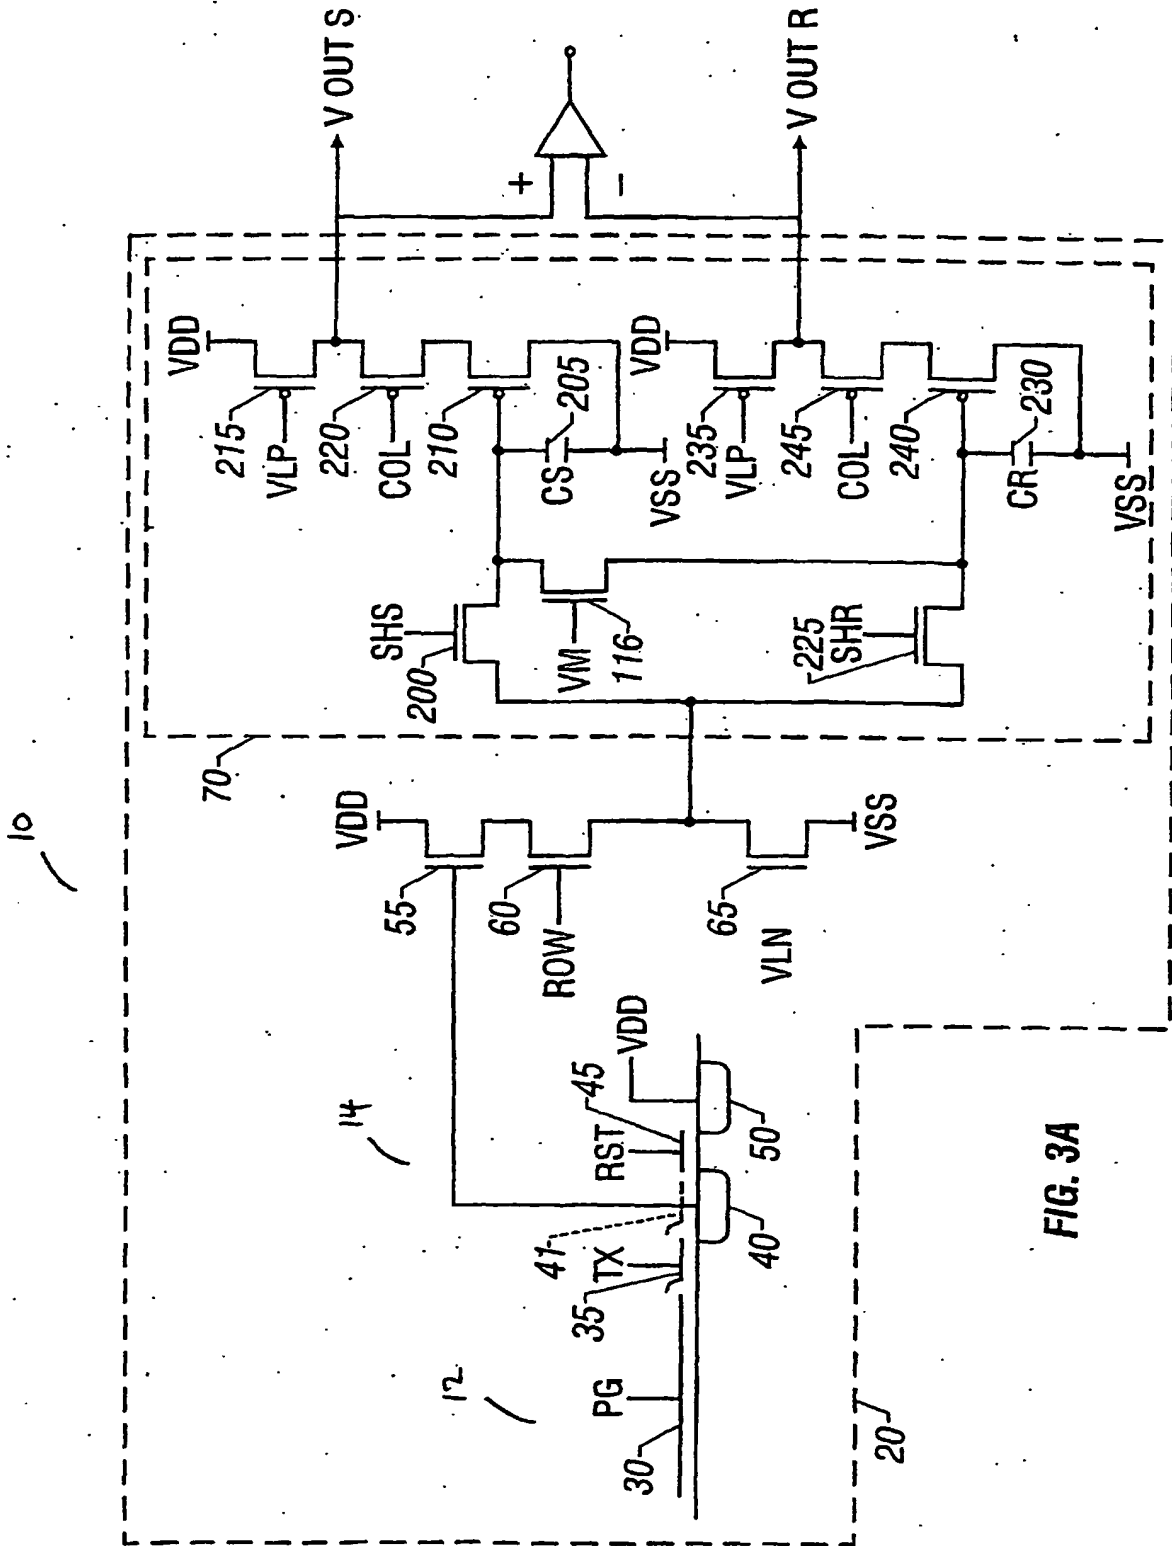 10
V OUT S
V OUT R
+
−
VDD
215
VLP
220
COL
210
CS
205
VSS
VDD
235
VLP
245
COL
240
CR
230
VSS
SHS
200
VM
116
225
SHR
70
VDD
55
60
ROW
65
VLN
VSS
14
12
VDD
45
RST
41
TX
35
PG
30
50
40
20
FIG. 3A